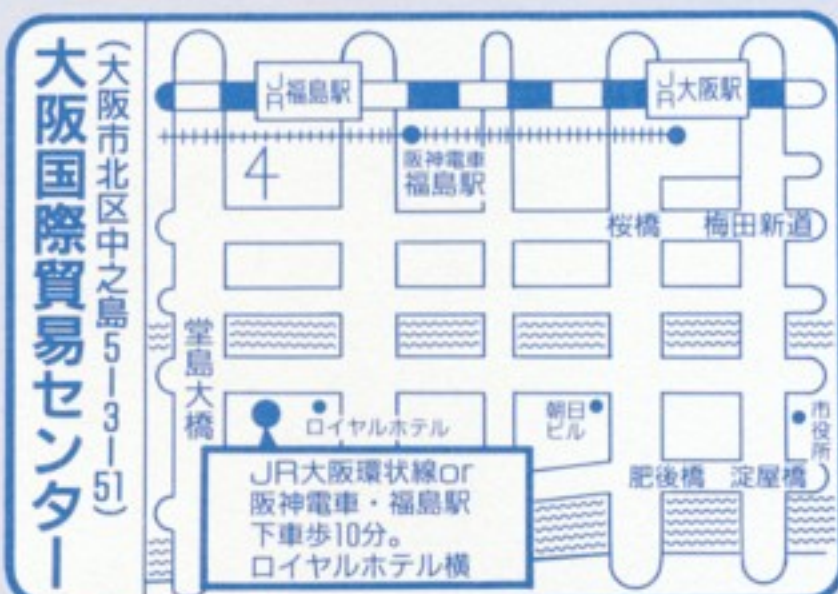 大阪国際貿易センター
（大阪市北区中之島5-3-51）
JR福島駅
JR大阪駅
阪神電車
福島駅
4
桜橋
梅田新道
堂島大橋
ロイヤルホテル
朝日
ビル
市役所
肥後橋
淀屋橋
JR大阪環状線or
阪神電車・福島駅
下車歩10分。
ロイヤルホテル横